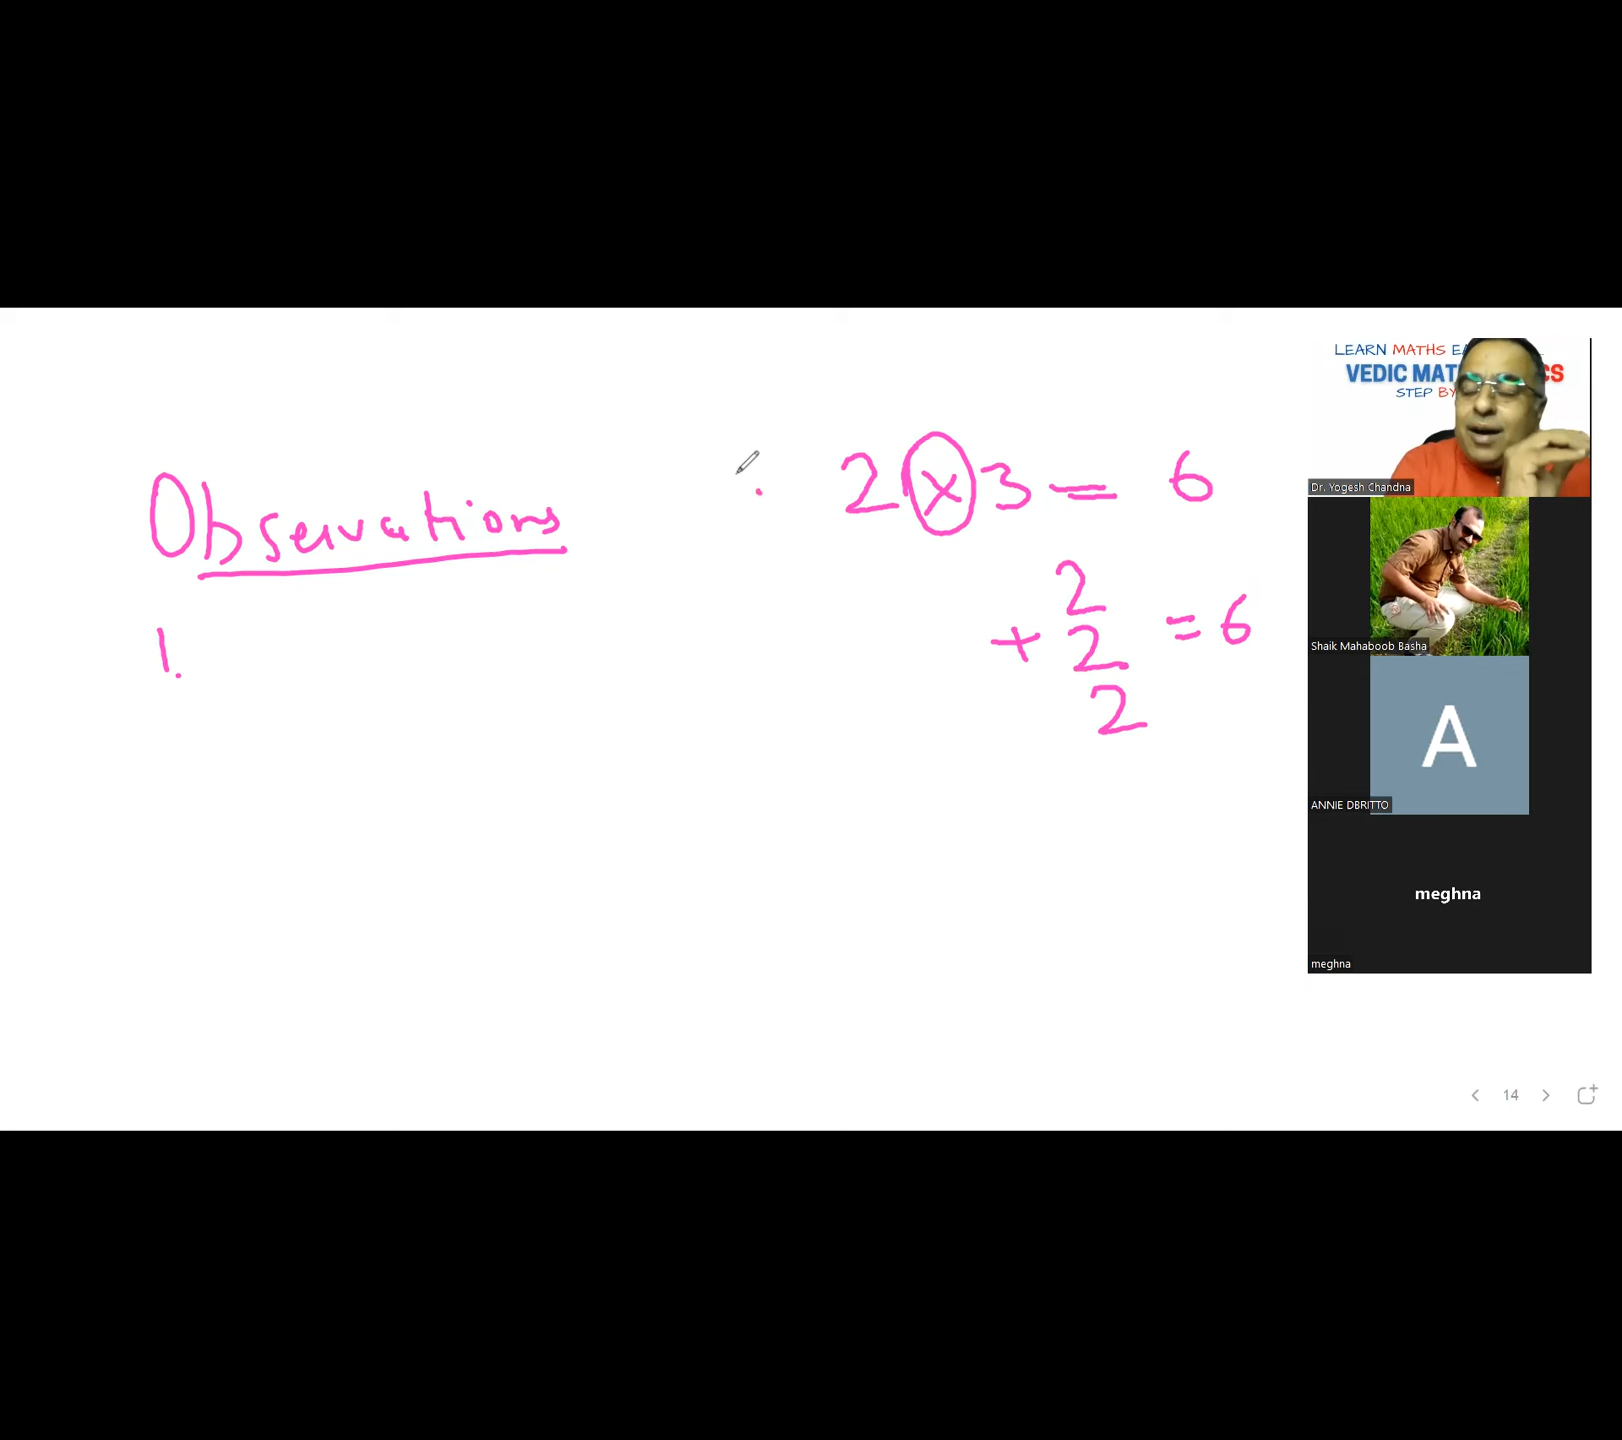 Observations
1.
. 2 × 3 = 6
2
+ 2 = 6
2
LEARN MATHS EA
VEDIC MAT CS
STEP BY
Dr. Yogesh Chandna
Shaik Mahaboob Basha
A
ANNIE DBRITTO
meghna
meghna
< 14 >